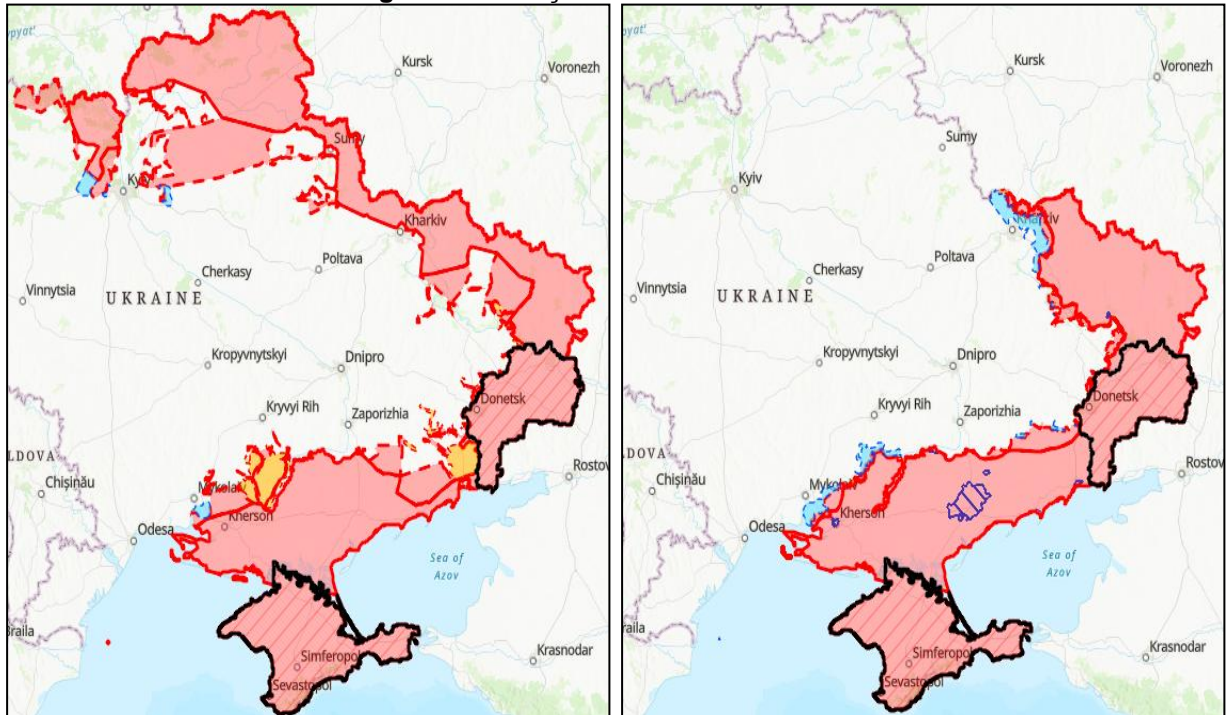 Kursk
Voronezh
Sumy
Kyiv
Kharkiv
Poltava
Cherkasy
Vinnytsia
UKRAINE
Kropyvnytskyi
Dnipro
Donetsk
Kryvyi Rih
Zaporizhia
Chișinău
Rostov
Kherson
Odesa
Sea of
Azov
Krasnodar
Simferopol
Sevastopol
Kursk
Voronezh
Sumy
Kyiv
Kharkiv
Poltava
Cherkasy
Vinnytsia
UKRAINE
Kropyvnytskyi
Dnipro
Donetsk
Kryvyi Rih
Zaporizhia
LDOVA
Chișinău
Rostov
Kherson
Odesa
Sea of
Azov
Krasnodar
Simferopol
Sevastopol